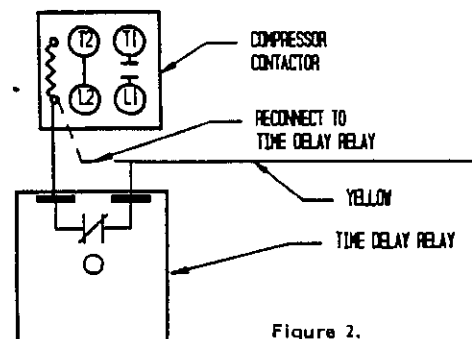 T2 T1
COMPRESSOR
CONTACTOR
L2 L1
RECONNECT TO
TIME DELAY RELAY
YELLOW
TIME DELAY RELAY
Figure 2.